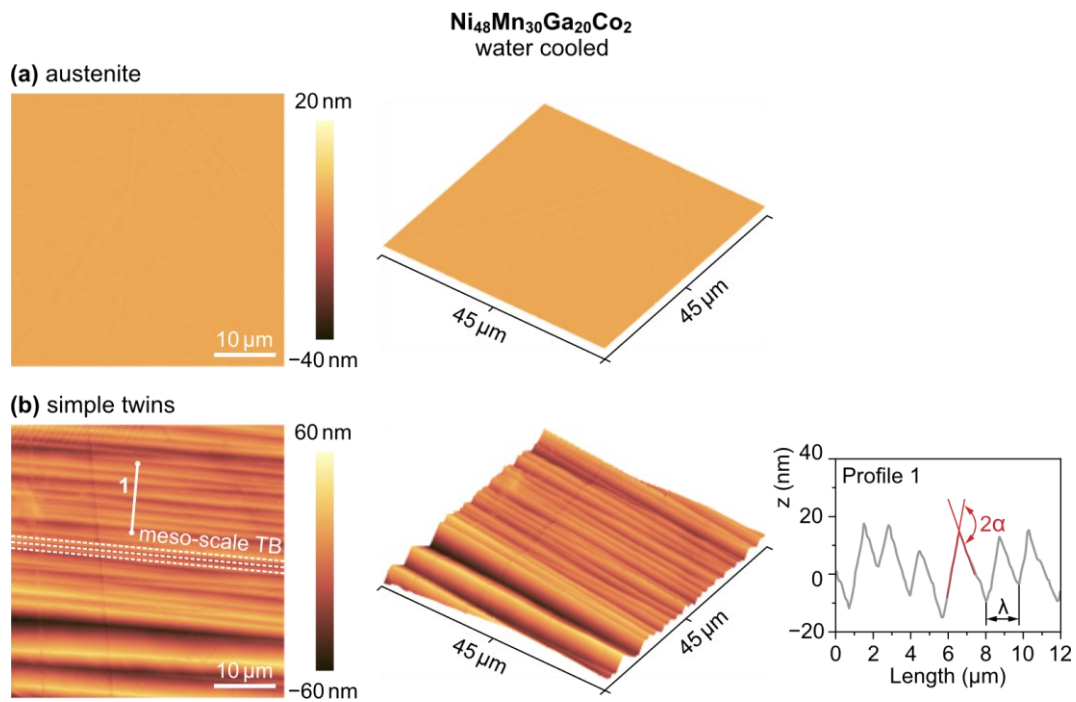 Ni₄₈Mn₃₀Ga₂₀Co₂
water cooled
(a) austenite
20 nm
10 µm
−40 nm
45 µm
45 µm
(b) simple twins
60 nm
1
meso-scale TB
10 µm
−60 nm
45 µm
45 µm
40
20
0
−20
z (nm)
Profile 1
2α
λ
0 2 4 6 8 10 12
Length (µm)